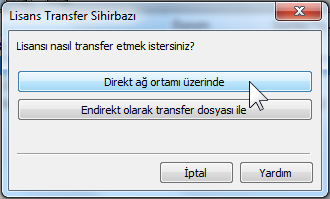 Lisans Transfer Sihirbazı
Lisansı nasıl transfer etmek istersiniz?
Direkt ağ ortamı üzerinde
Endirekt olarak transfer dosyası ile
İptal
Yardım